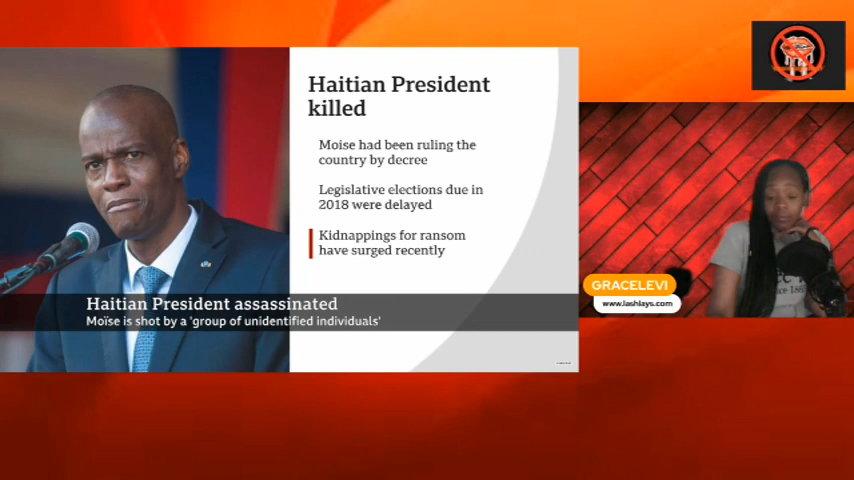 Haitian President
killed
Moise had been ruling the
country by decree
Legislative elections due in
2018 were delayed
Kidnappings for ransom
have surged recently
Haitian President assassinated
Moïse is shot by a 'group of unidentified individuals'
GRACELEVI
www.lashlays.com